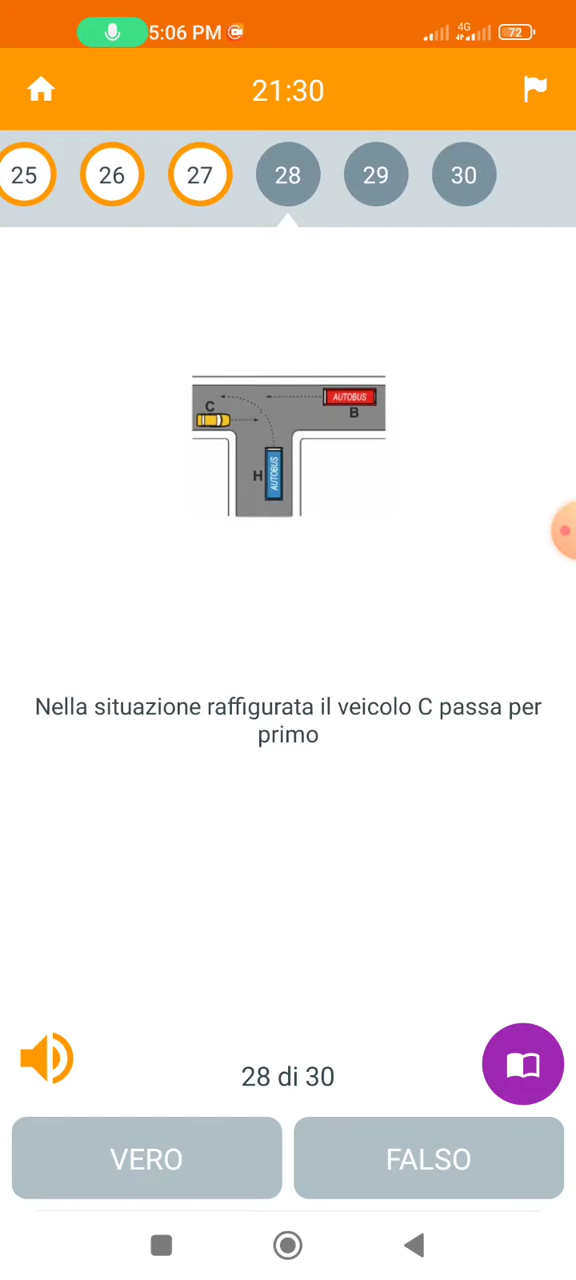 5:06 PM
4G
72
21:30
25 26 27 28 29 30
AUTOBUS
B
C
H
AUTOBUS
Nella situazione raffigurata il veicolo C passa per
primo
28 di 30
VERO FALSO